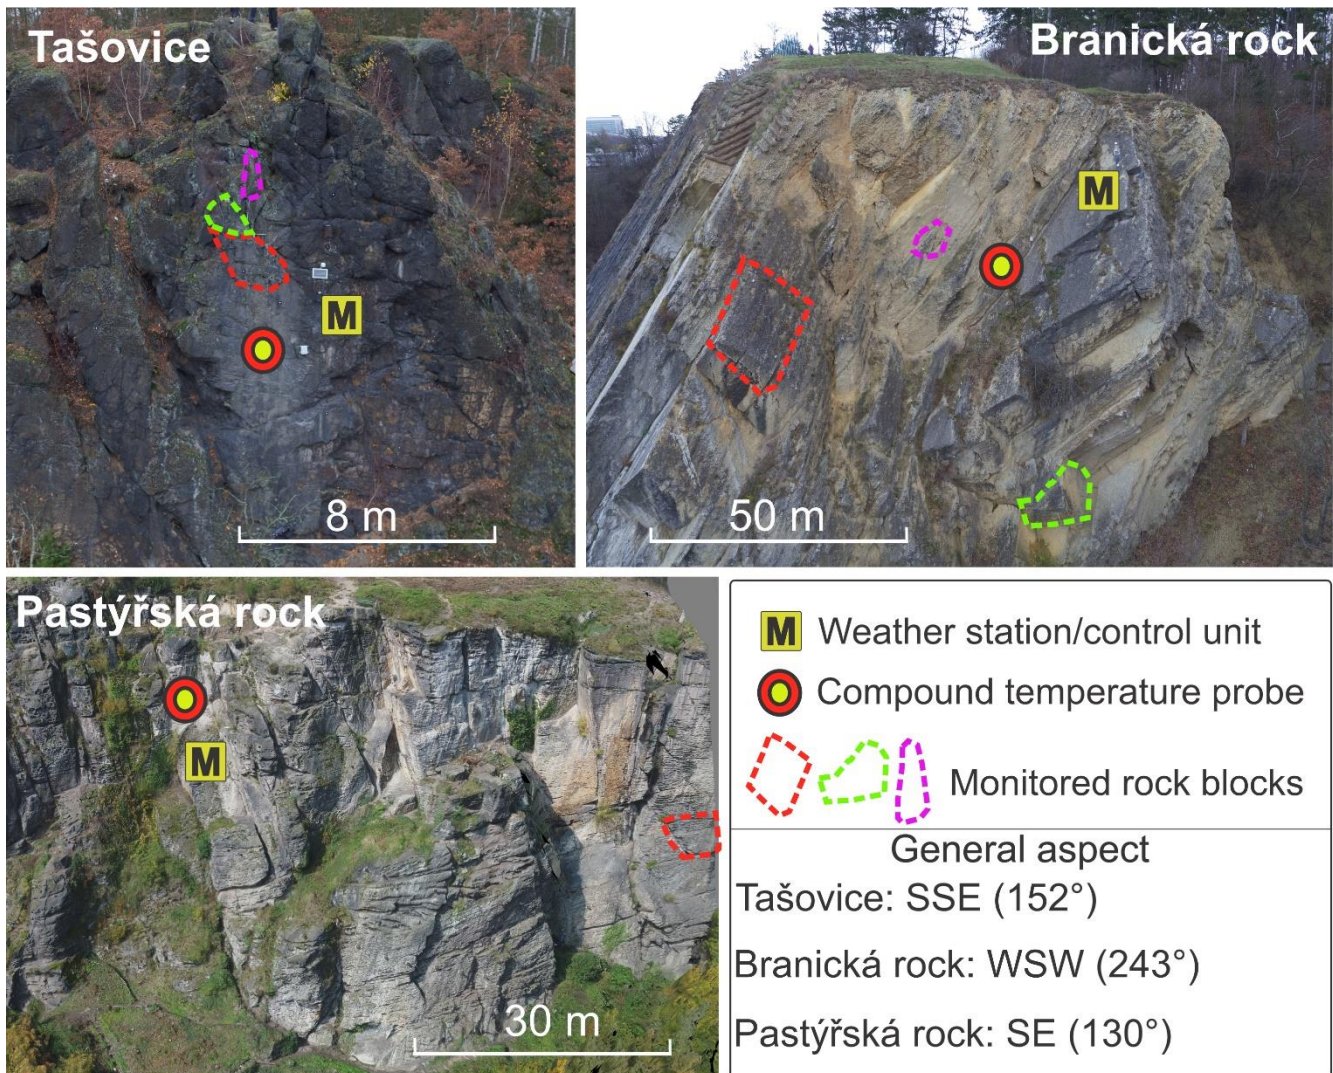 Tašovice
M
8 m
Branická rock
M
50 m
Pastýřská rock
M
30 m
M Weather station/control unit
Compound temperature probe
Monitored rock blocks
General aspect
Tašovice: SSE (152°)
Branická rock: WSW (243°)
Pastýřská rock: SE (130°)